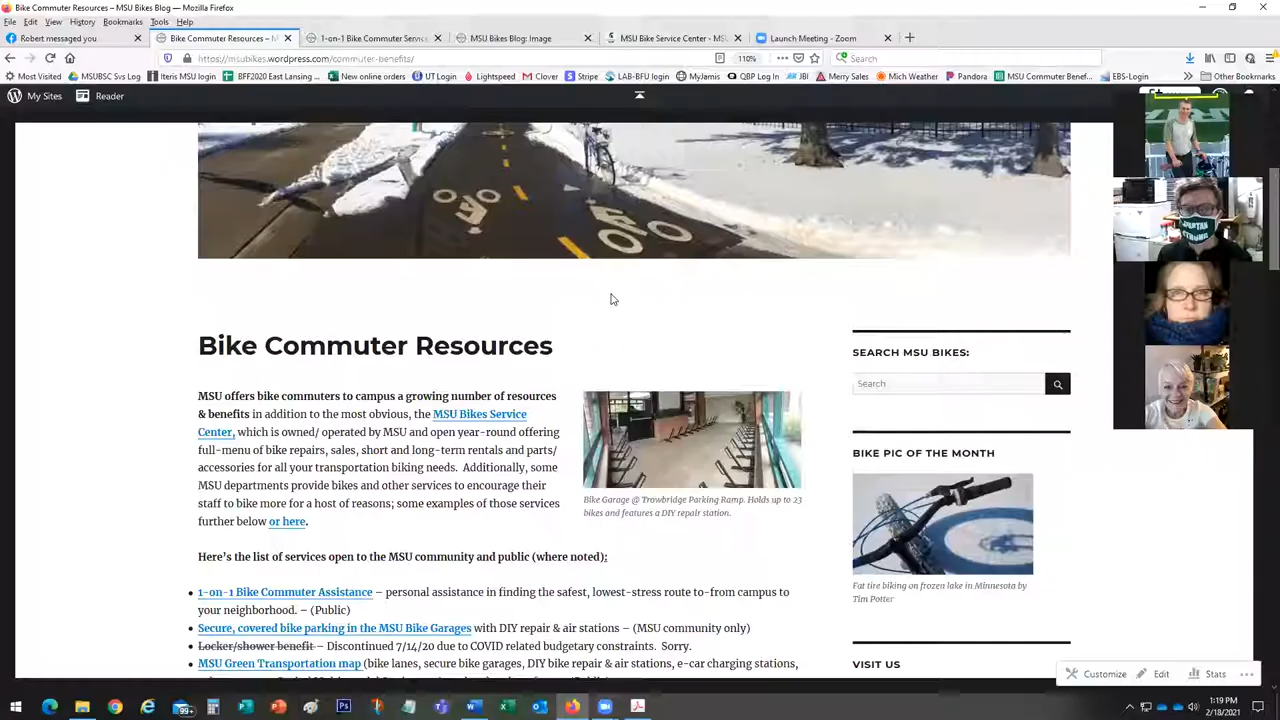 Bike Commuter Resources – MSU Bikes Blog — Mozilla Firefox
File Edit View History Bookmarks Tools Help
Robert messaged you
Bike Commuter Resources – M
1-on-1 Bike Commuter Service
MSU Bikes Blog: Image
MSU Bike Service Center - MSU
Launch Meeting - Zoom
https://msubikes.wordpress.com/commuter-benefits/
110%
Search
Most Visited MSUBSC Svs Log Iteris MSU login BFF2020 East Lansing ... New online orders UT Login Lightspeed Clover Stripe LAB-BFU login MyJamis QBP Log In JBI Merry Sales Mich Weather Pandora MSU Commuter Benef... EBS-Login Other Bookmarks
My Sites Reader
SPARTAN
STRONG
Bike Commuter Resources
MSU offers bike commuters to campus a growing number of resources
& benefits in addition to the most obvious, the MSU Bikes Service
Center, which is owned/ operated by MSU and open year-round offering
full-menu of bike repairs, sales, short and long-term rentals and parts/
accessories for all your transportation biking needs. Additionally, some
MSU departments provide bikes and other services to encourage their
staff to bike more for a host of reasons; some examples of those services
further below or here.
Bike Garage @ Trowbridge Parking Ramp. Holds up to 23
bikes and features a DIY repair station.
Here's the list of services open to the MSU community and public (where noted):
1-on-1 Bike Commuter Assistance – personal assistance in finding the safest, lowest-stress route to-from campus to
your neighborhood. – (Public)
Secure, covered bike parking in the MSU Bike Garages with DIY repair & air stations – (MSU community only)
Locker/shower benefit – Discontinued 7/14/20 due to COVID related budgetary constraints. Sorry.
MSU Green Transportation map (bike lanes, secure bike garages, DIY bike repair & air stations, e-car charging stations,
SEARCH MSU BIKES:
Search
BIKE PIC OF THE MONTH
Fat tire biking on frozen lake in Minnesota by
Tim Potter
VISIT US
Customize Edit Stats
99+
1:19 PM
2/18/2021